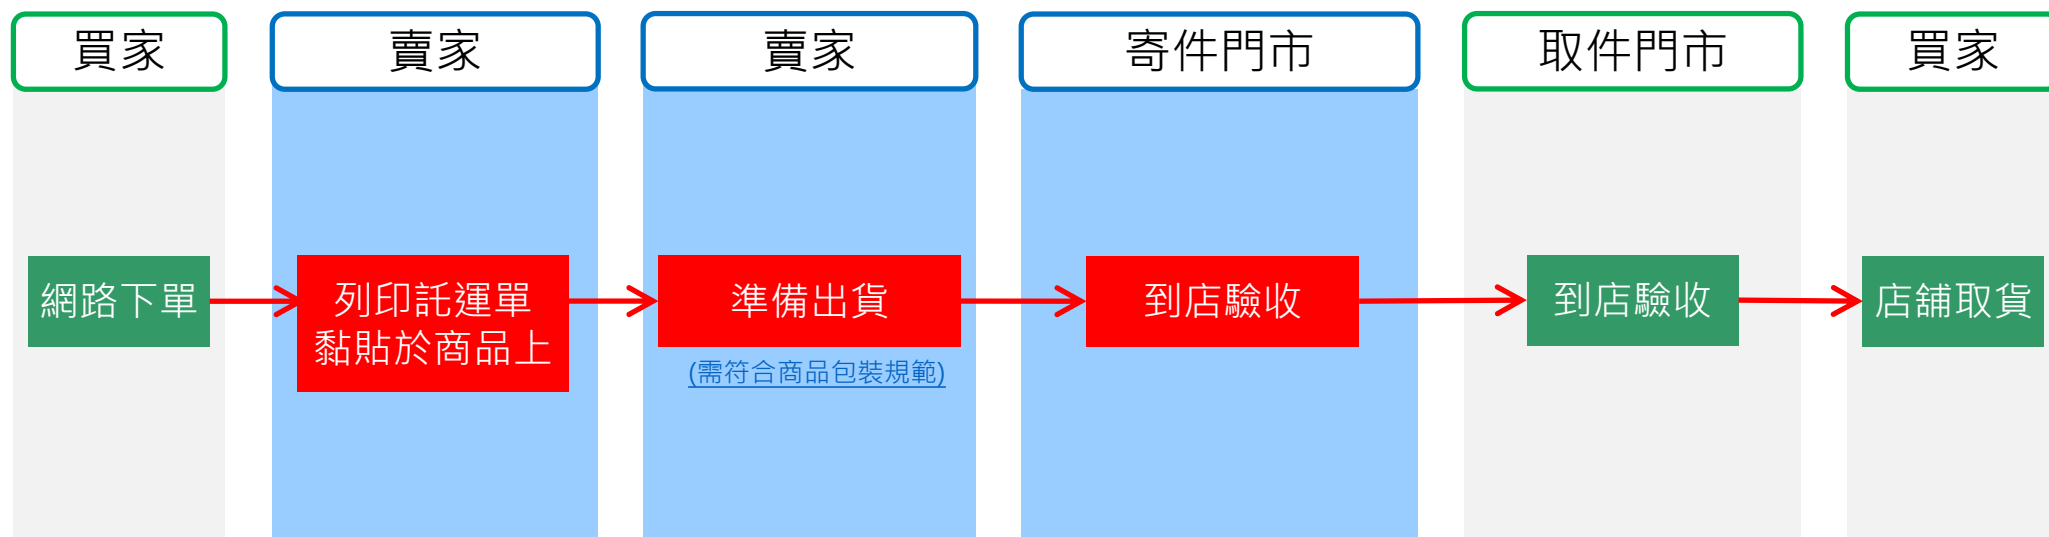 買家
賣家
賣家
寄件門市
取件門市
買家
網路下單
列印託運單
黏貼於商品上
準備出貨
(需符合商品包裝規範)
到店驗收
到店驗收
店舖取貨